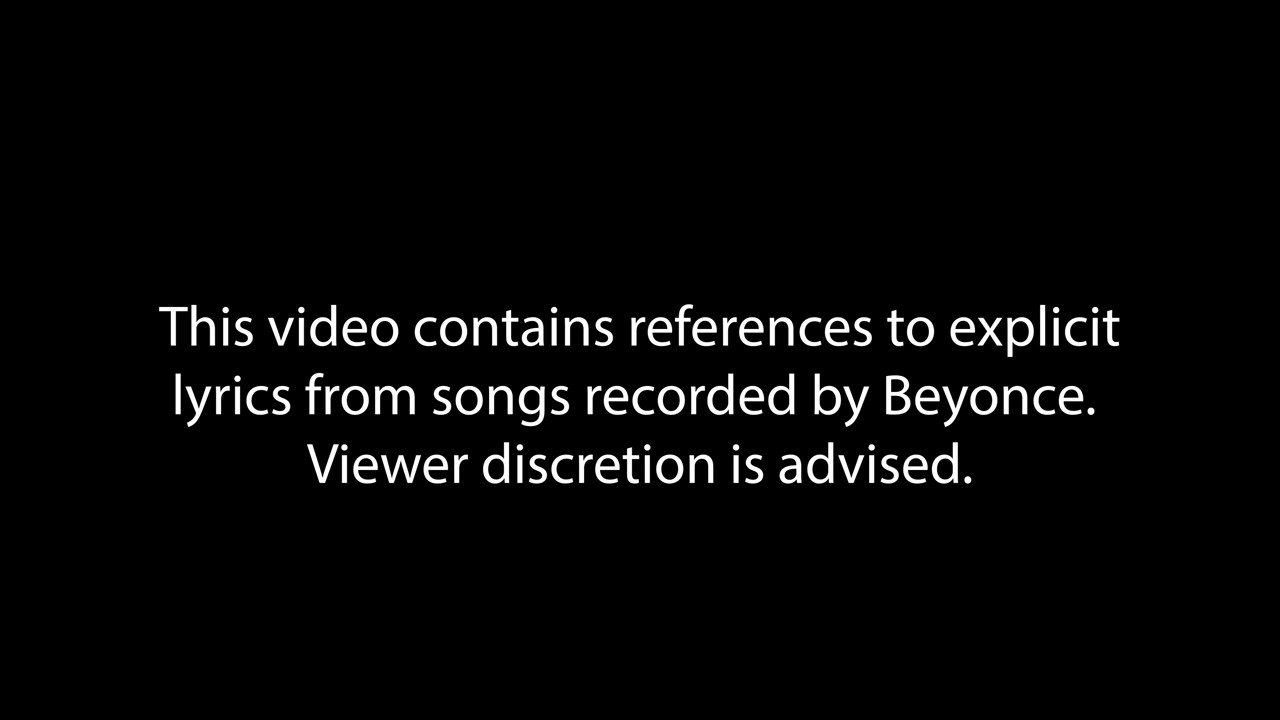 This video contains references to explicit
lyrics from songs recorded by Beyonce.
Viewer discretion is advised.